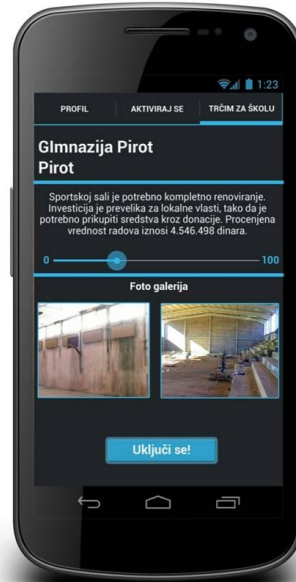 1:23
PROFIL
AKTIVIRAJ SE
TRČIM ZA ŠKOLU
GImnazija Pirot
Pirot
Sportskoj sali je potrebno kompletno renoviranje.
Investicija je prevelika za lokalne vlasti, tako da je
potrebno prikupiti sredstva kroz donacije. Procenjena
vrednost radova iznosi 4.546.498 dinara.
0
100
Foto galerija
Uključi se!